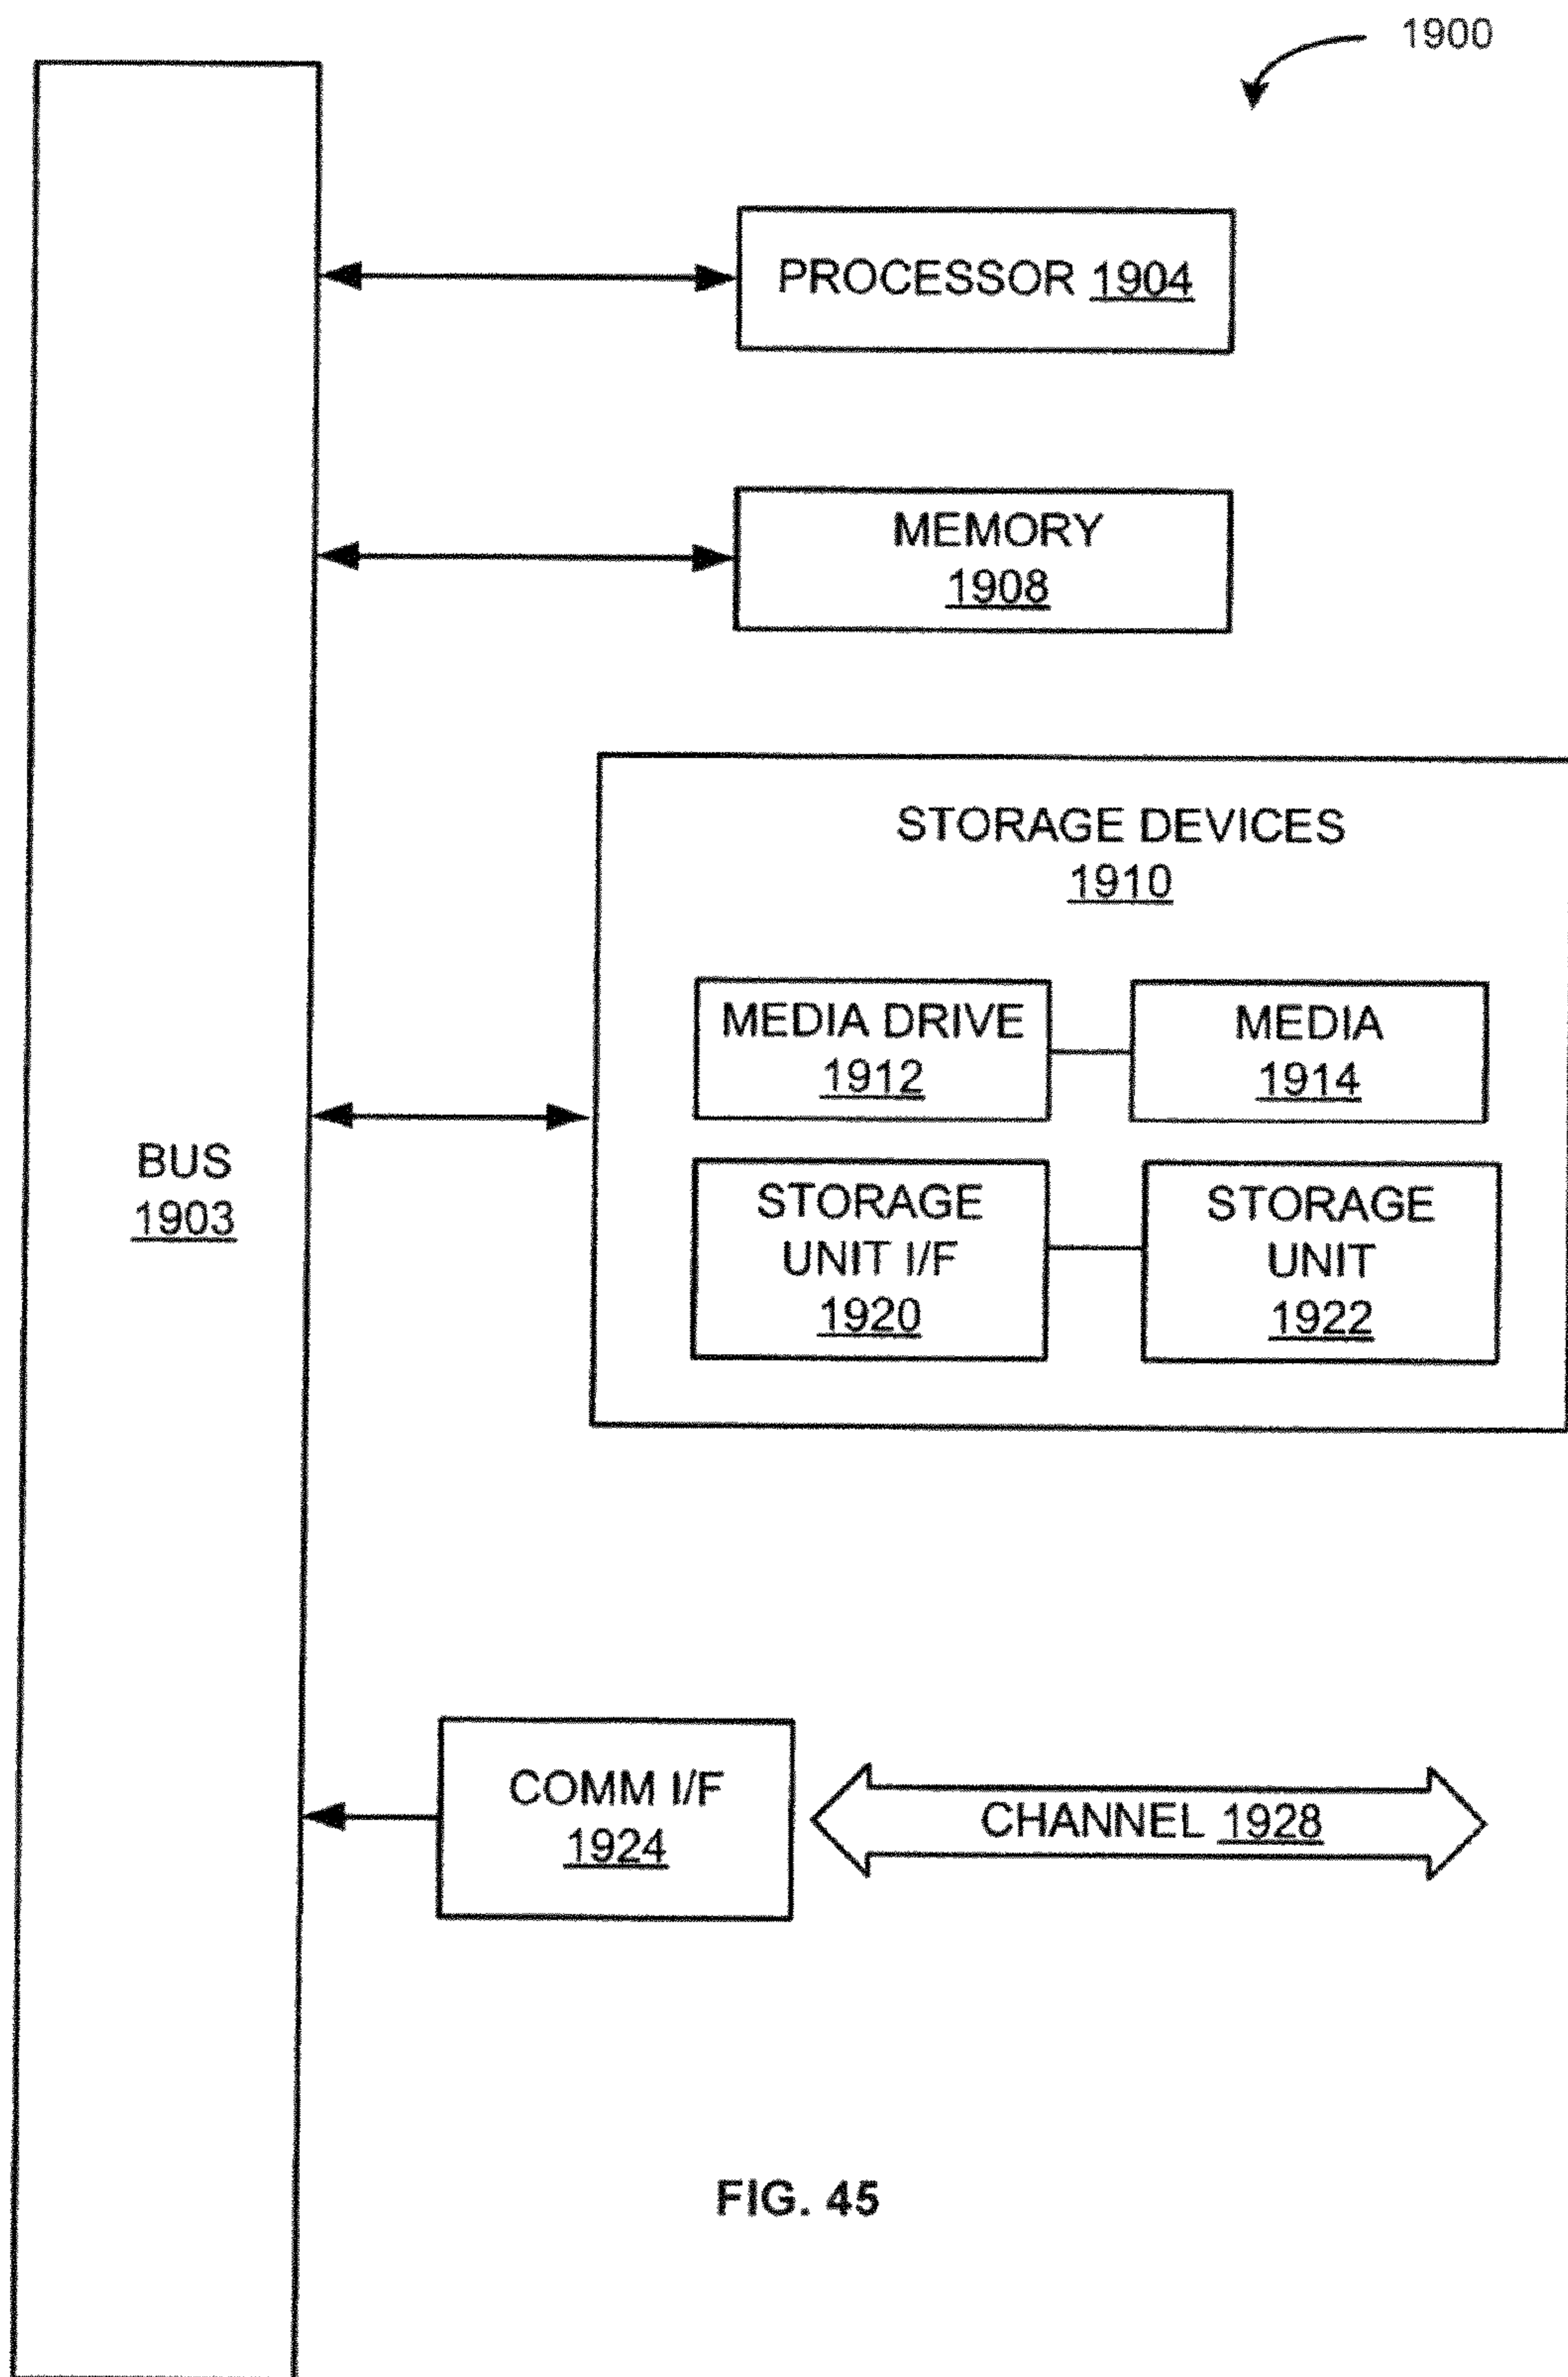 1900
PROCESSOR 1904
MEMORY
1908
STORAGE DEVICES
1910
MEDIA DRIVE
1912
MEDIA
1914
BUS
1903
STORAGE
UNIT I/F
1920
STORAGE
UNIT
1922
COMM I/F
1924
CHANNEL 1928
FIG. 45